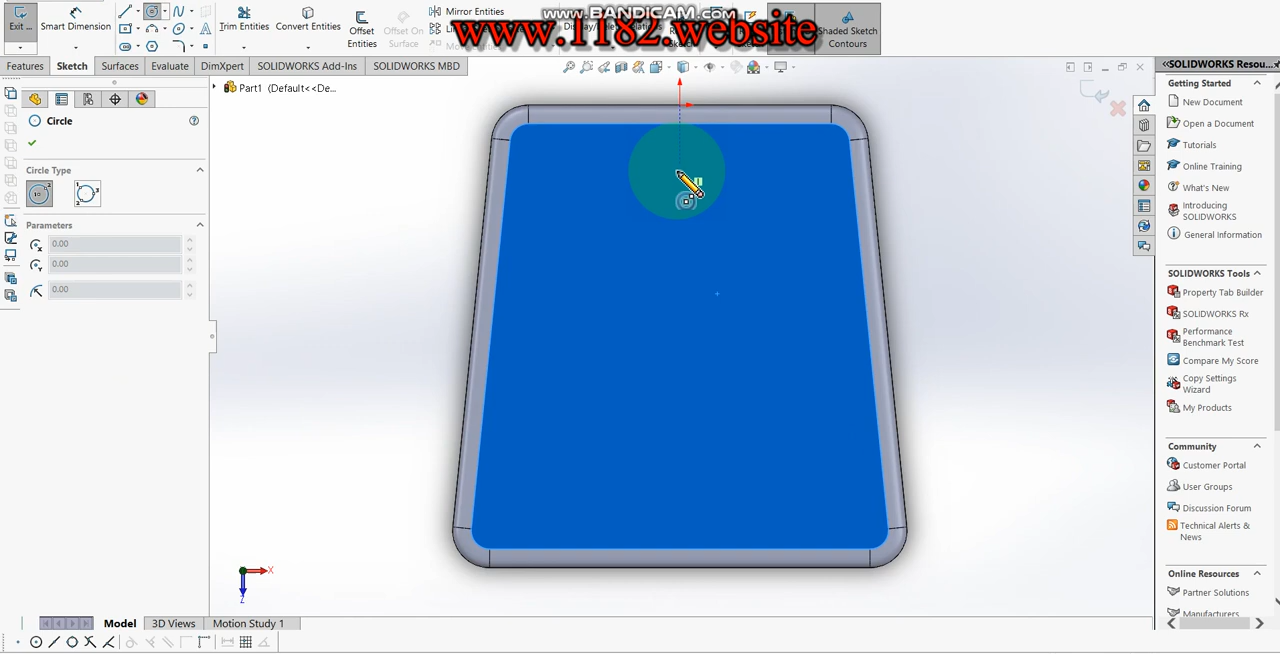 www.BANDICAM.com
www.1182.website
Exit ...
Smart Dimension
Trim Entities
Convert Entities
Offset Entities
Offset On Surface
Mirror Entities
Shaded Sketch Contours
Features
Sketch
Surfaces
Evaluate
DimXpert
SOLIDWORKS Add-Ins
SOLIDWORKS MBD
Part1 (Default<<De...
Circle
Circle Type
Parameters
0.00
0.00
0.00
SOLIDWORKS Resou...
Getting Started
New Document
Open a Document
Tutorials
Online Training
What's New
Introducing
SOLIDWORKS
General Information
SOLIDWORKS Tools
Property Tab Builder
SOLIDWORKS Rx
Performance
Benchmark Test
Compare My Score
Copy Settings
Wizard
My Products
Community
Customer Portal
User Groups
Discussion Forum
Technical Alerts &
News
Online Resources
Partner Solutions
Manufacturers
X
Z
Model
3D Views
Motion Study 1